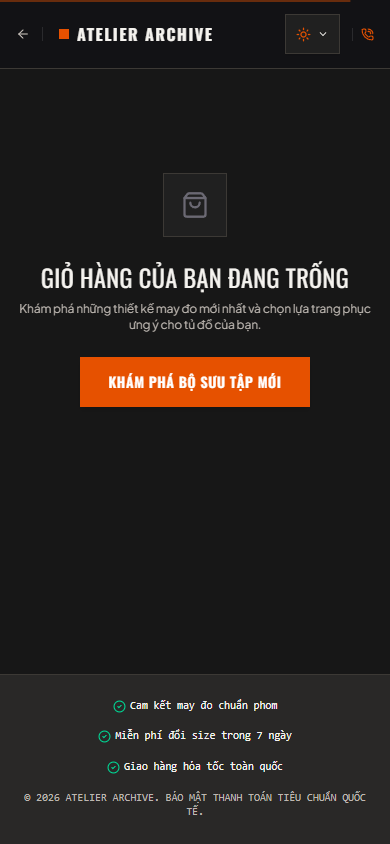 ATELIER ARCHIVE
GIỎ HÀNG CỦA BẠN ĐANG TRỐNG
Khám phá những thiết kế may đo mới nhất và chọn lựa trang phục
ưng ý cho tủ đồ của bạn.
KHÁM PHÁ BỘ SƯU TẬP MỚI
Cam kết may đo chuẩn phom
Miễn phí đổi size trong 7 ngày
Giao hàng hỏa tốc toàn quốc
© 2026 ATELIER ARCHIVE. BẢO MẬT THANH TOÁN TIÊU CHUẨN QUỐC
TẾ.